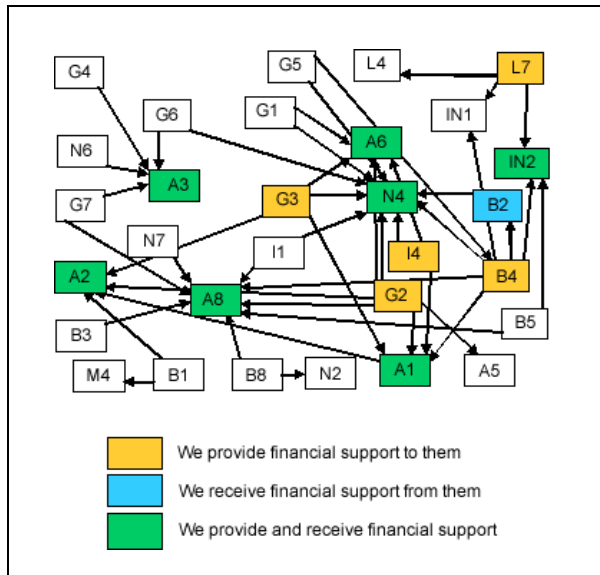 G4
G5
L4
L7
G6
G1
IN1
N6
A6
IN2
A3
G3
N4
B2
G7
N7
I1
I4
A2
A8
G2
B4
B3
B5
M4
B1
B8
N2
A1
A5
We provide financial support to them
We receive financial support from them
We provide and receive financial support